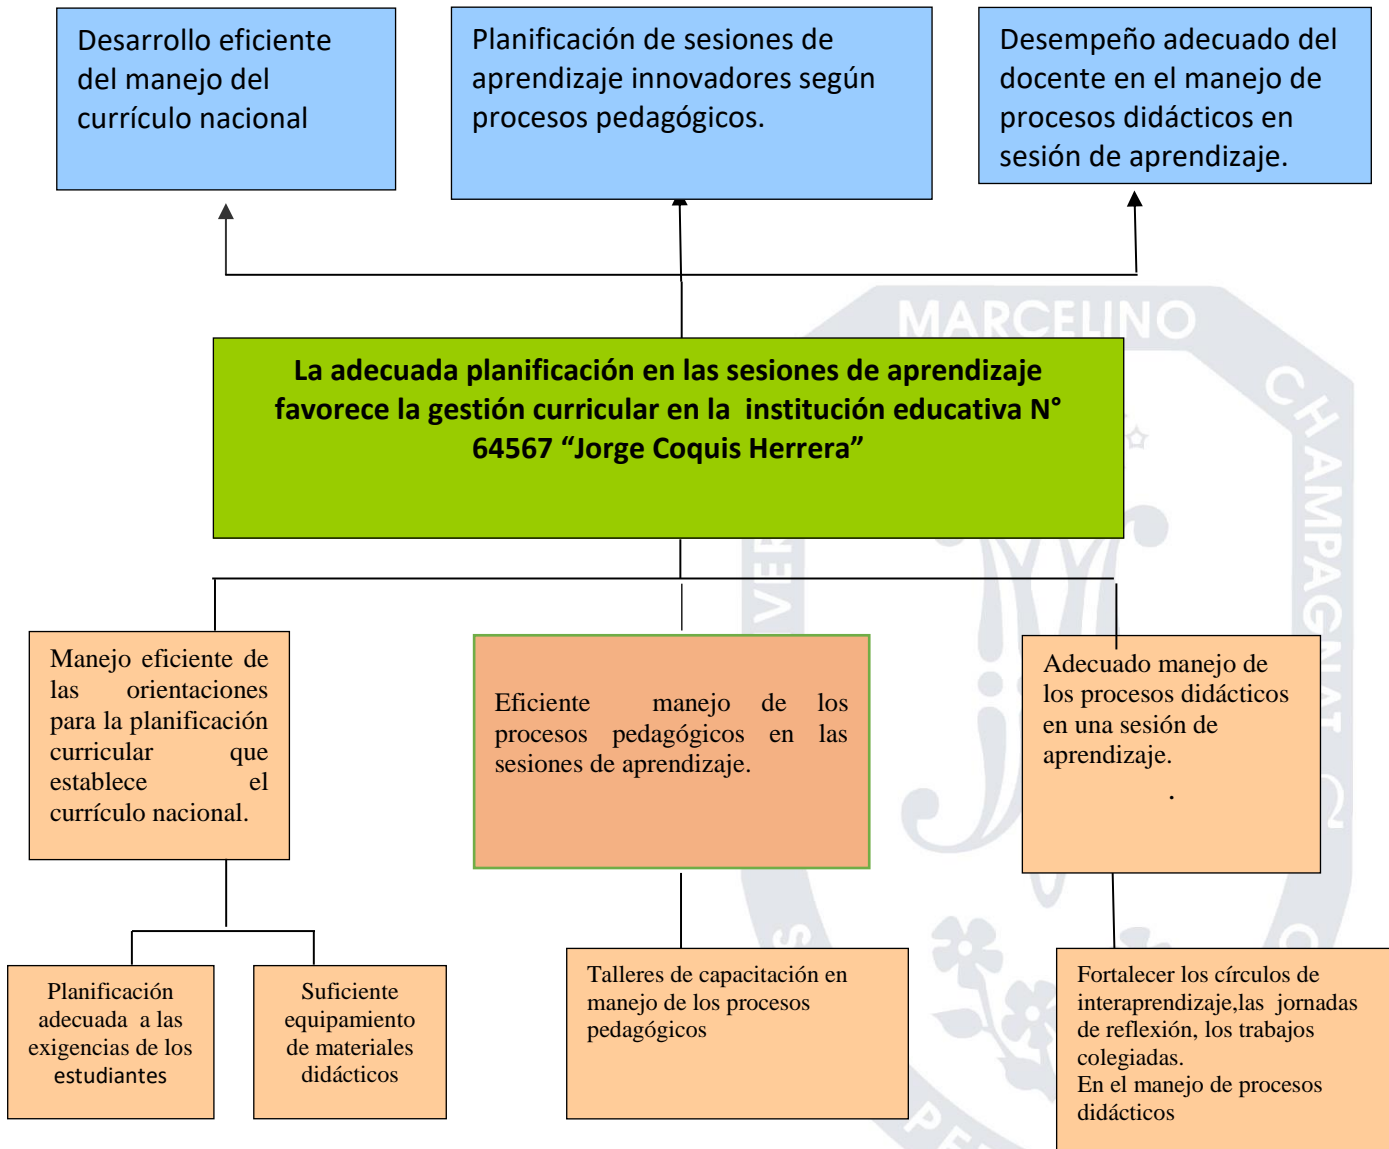 Desarrollo eficiente
del manejo del
currículo nacional
Planificación de sesiones de
aprendizaje innovadores según
procesos pedagógicos.
Desempeño adecuado del
docente en el manejo de
procesos didácticos en
sesión de aprendizaje.
La adecuada planificación en las sesiones de aprendizaje
favorece la gestión curricular en la institución educativa N°
64567 “Jorge Coquis Herrera”
Manejo eficiente de
las orientaciones
para la planificación
curricular que
establece el
currículo nacional.
Eficiente manejo de los
procesos pedagógicos en las
sesiones de aprendizaje.
Adecuado manejo de
los procesos didácticos
en una sesión de
aprendizaje.
.
Planificación
adecuada a las
exigencias de los
estudiantes
Suficiente
equipamiento
de materiales
didácticos
Talleres de capacitación en
manejo de los procesos
pedagógicos
Fortalecer los círculos de
interaprendizaje,las jornadas
de reflexión, los trabajos
colegiadas.
En el manejo de procesos
didácticos
MARCELINO
CHAMPAGNAT